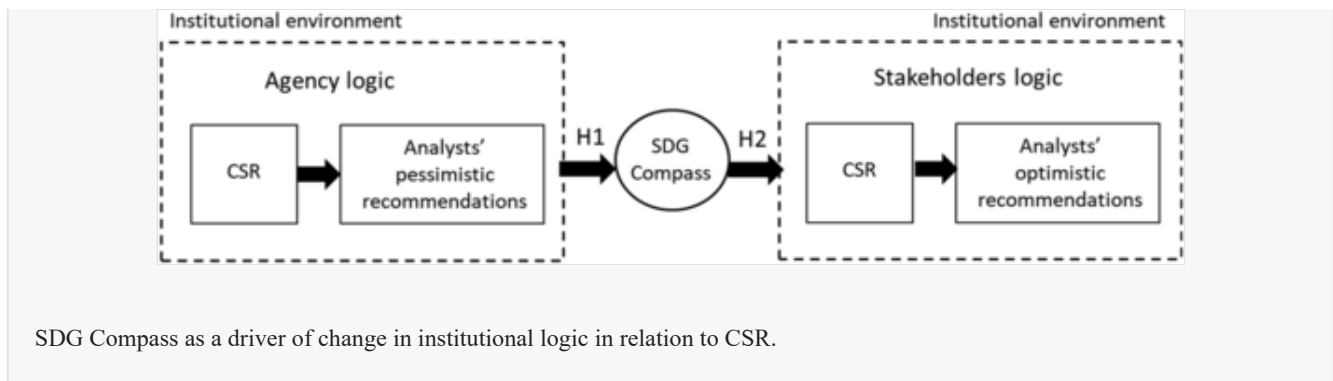 Institutional environment
Institutional environment
Agency logic
Stakeholders logic
CSR
Analysts'
pessimistic
recommendations
H1
SDG
Compass
H2
CSR
Analysts'
optimistic
recommendations
SDG Compass as a driver of change in institutional logic in relation to CSR.